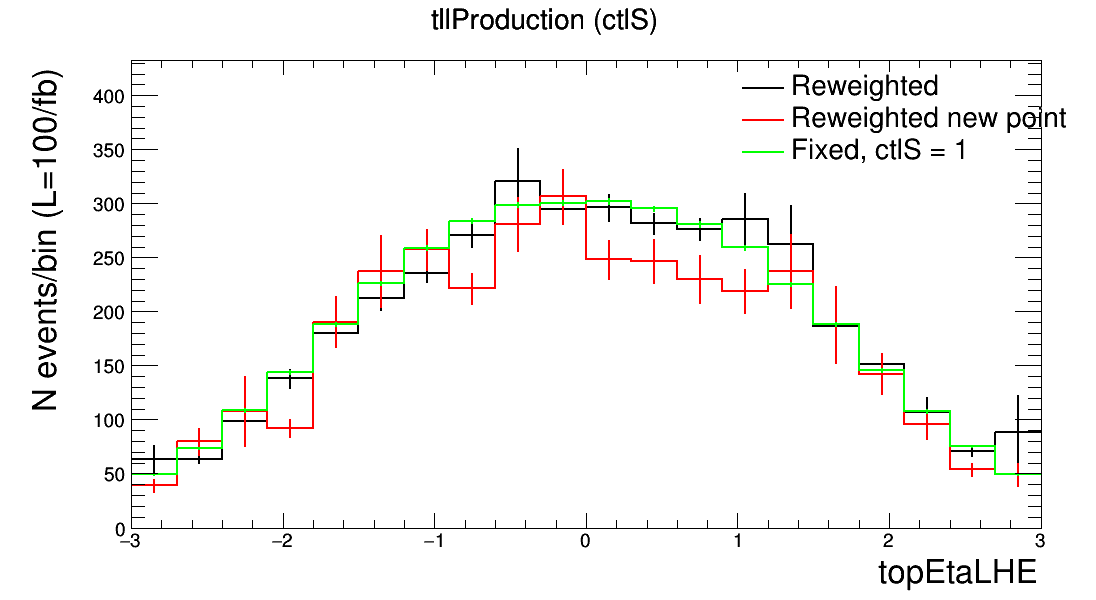 tllProduction (ctlS)
N events/bin (L=100/fb)
Reweighted
Reweighted new point
Fixed, ctlS = 1
400
350
300
250
200
150
100
50
0
−3 −2 −1 0 1 2 3
topEtaLHE